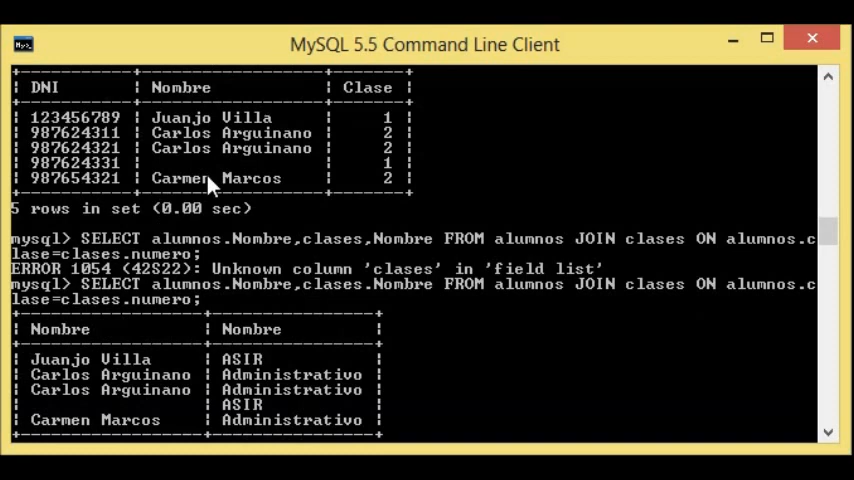 MySQL 5.5 Command Line Client
DNI Nombre Clase
123456789 Juanjo Villa 1
987624311 Carlos Arguinano 2
987624321 Carlos Arguinano 2
987624331 1
987654321 Carmen Marcos 2
5 rows in set (0.00 sec)
mysql> SELECT alumnos.Nombre,clases,Nombre FROM alumnos JOIN clases ON alumnos.c
lase=clases.numero;
ERROR 1054 (42S22): Unknown column 'clases' in 'field list'
mysql> SELECT alumnos.Nombre,clases.Nombre FROM alumnos JOIN clases ON alumnos.c
lase=clases.numero;
Nombre Nombre
Juanjo Villa ASIR
Carlos Arguinano Administrativo
Carlos Arguinano Administrativo
ASIR
Carmen Marcos Administrativo